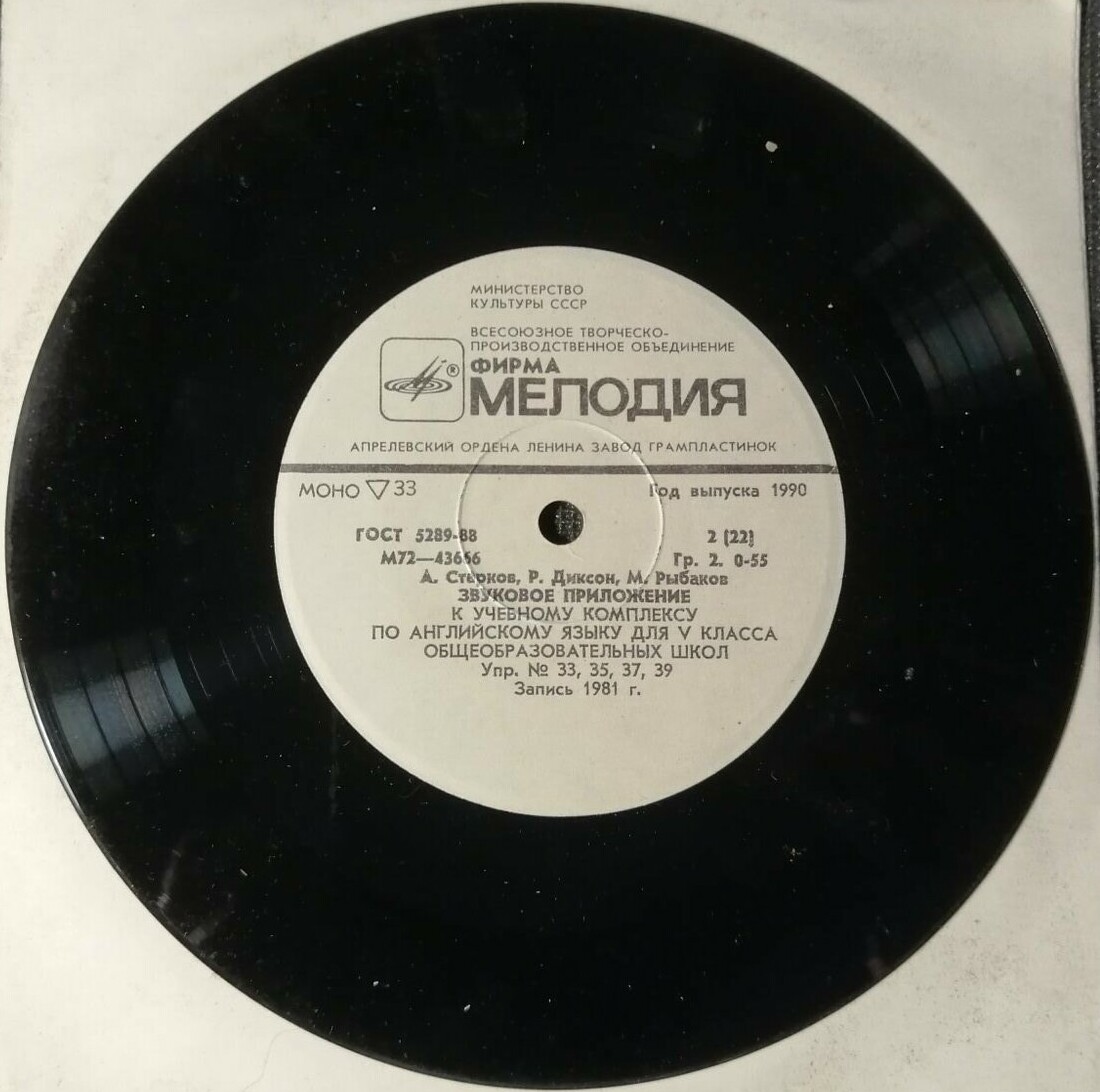 МИНИСТЕРСТВО
КУЛЬТУРЫ СССР
ВСЕСОЮЗНОЕ ТВОРЧЕСКО-
ПРОИЗВОДСТВЕННОЕ ОБЪЕДИНЕНИЕ
®
ФИРМА
МЕЛОДИЯ
АПРЕЛЕВСКИЙ ОРДЕНА ЛЕНИНА ЗАВОД ГРАМПЛАСТИНОК
МОНО ▽ 33 Год выпуска 1990
ГОСТ 5289-88 2 (22)
М72—43666 Гр. 2. 0-55
А. Старков, Р. Диксон, М. Рыбаков
ЗВУКОВОЕ ПРИЛОЖЕНИЕ
К УЧЕБНОМУ КОМПЛЕКСУ
ПО АНГЛИЙСКОМУ ЯЗЫКУ ДЛЯ V КЛАССА
ОБЩЕОБРАЗОВАТЕЛЬНЫХ ШКОЛ
Упр. № 33, 35, 37, 39
Запись 1981 г.